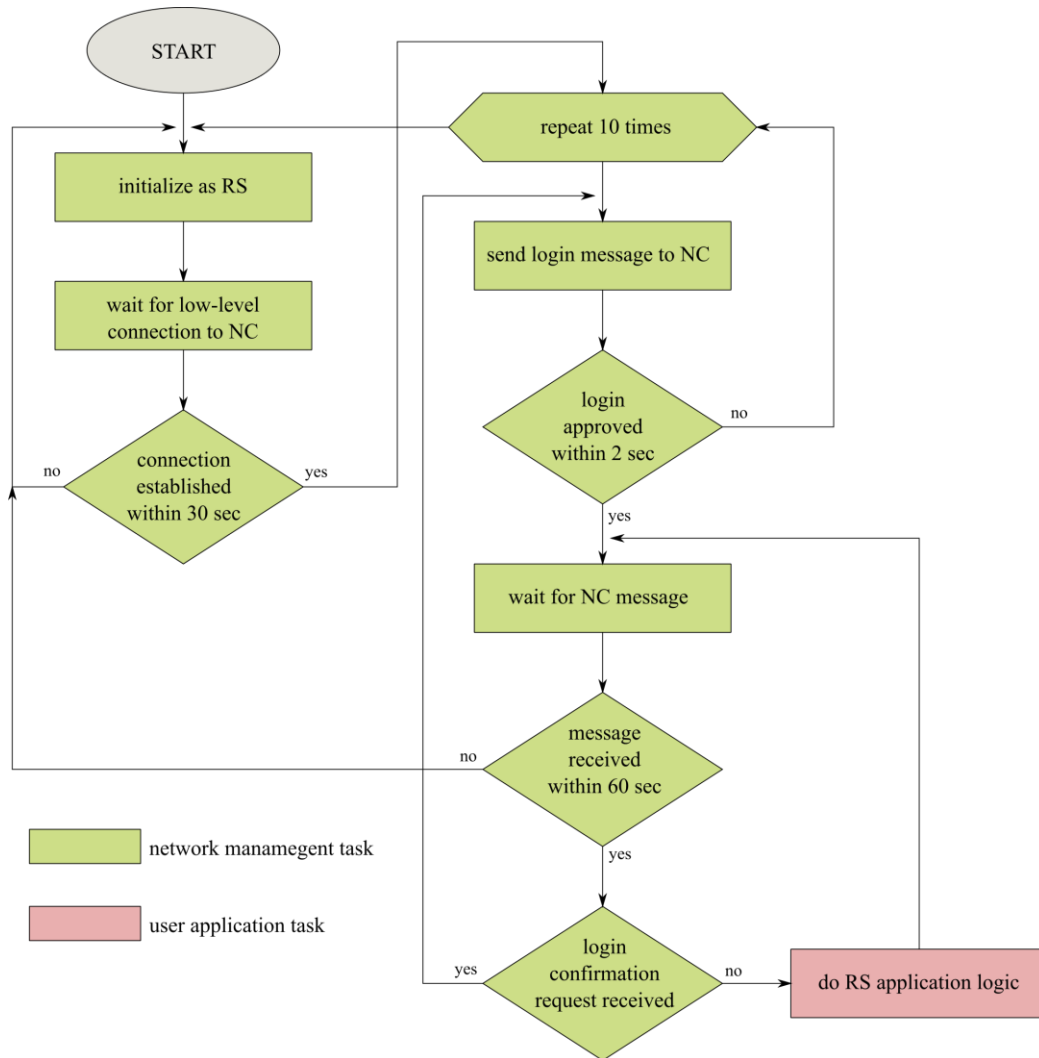 START
repeat 10 times
initialize as RS
send login message to NC
wait for low-level
connection to NC
login
approved
within 2 sec
no
no
connection
established
within 30 sec
yes
yes
wait for NC message
message
received
within 60 sec
no
yes
network manamegent task
user application task
login
confirmation
request received
yes
no
do RS application logic